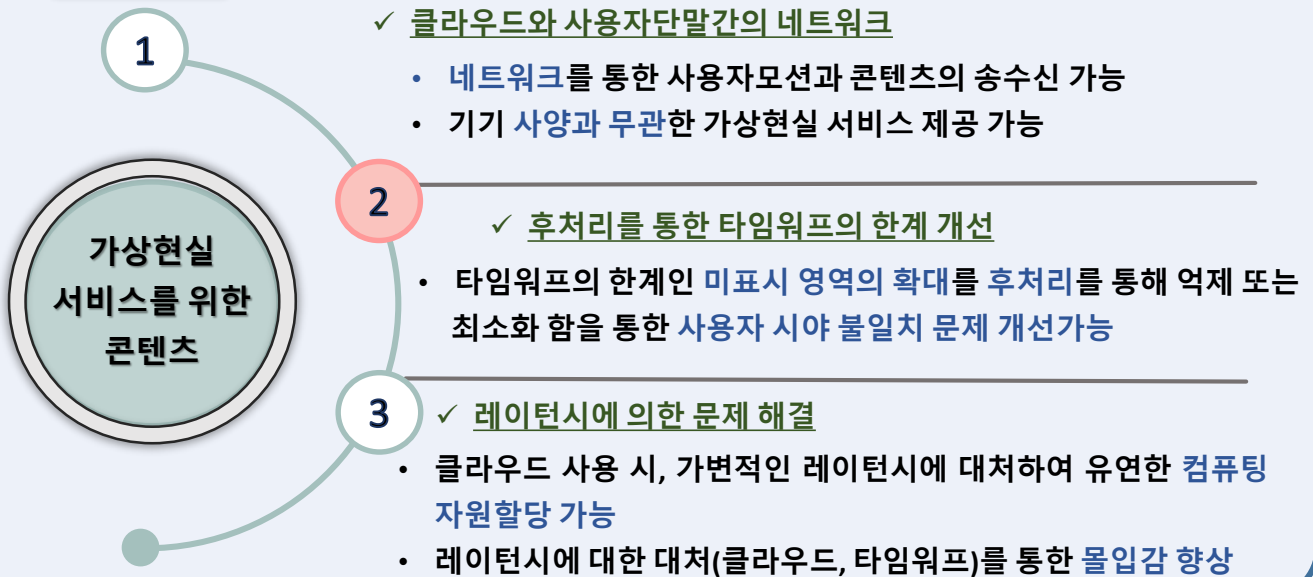 1
✓ 클라우드와 사용자단말간의 네트워크
• 네트워크를 통한 사용자모션과 콘텐츠의 송수신 가능
• 기기 사양과 무관한 가상현실 서비스 제공 가능
가상현실
서비스를 위한
콘텐츠
2
✓ 후처리를 통한 타임워프의 한계 개선
• 타임워프의 한계인 미표시 영역의 확대를 후처리를 통해 억제 또는
최소화 함을 통한 사용자 시야 불일치 문제 개선가능
3
✓ 레이턴시에 의한 문제 해결
• 클라우드 사용 시, 가변적인 레이턴시에 대처하여 유연한 컴퓨팅
자원할당 가능
• 레이턴시에 대한 대처(클라우드, 타임워프)를 통한 몰입감 향상